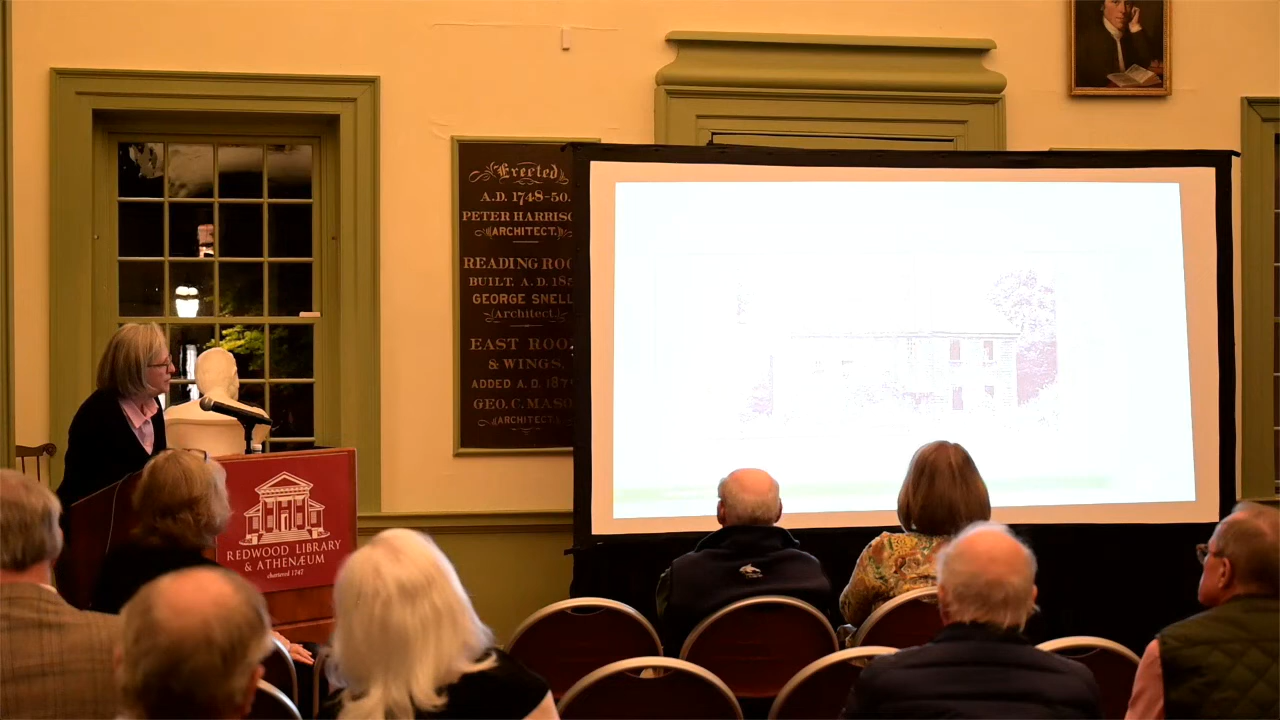 Erected
A.D. 1748-50.
PETER HARRISO
(ARCHITECT.)
READING ROO
BUILT, A.D. 185
GEORGE SNELL
(Architect.)
EAST ROO
& WINGS,
ADDED A.D. 187
GEO. C. MASO
(ARCHITECT.)
REDWOOD LIBRARY
& ATHENÆUM
chartered 1747